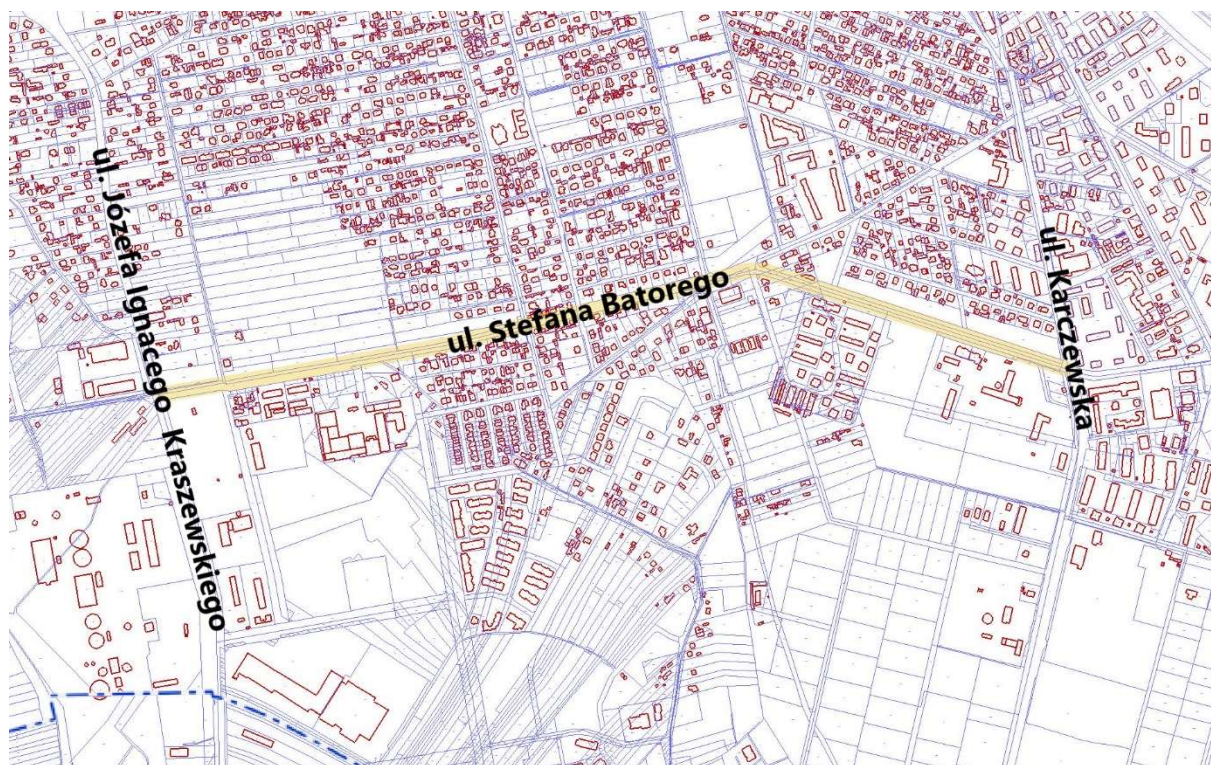 ul. Józefa Ignacego Kraszewskiego
ul. Stefana Batorego
ul. Karczewska